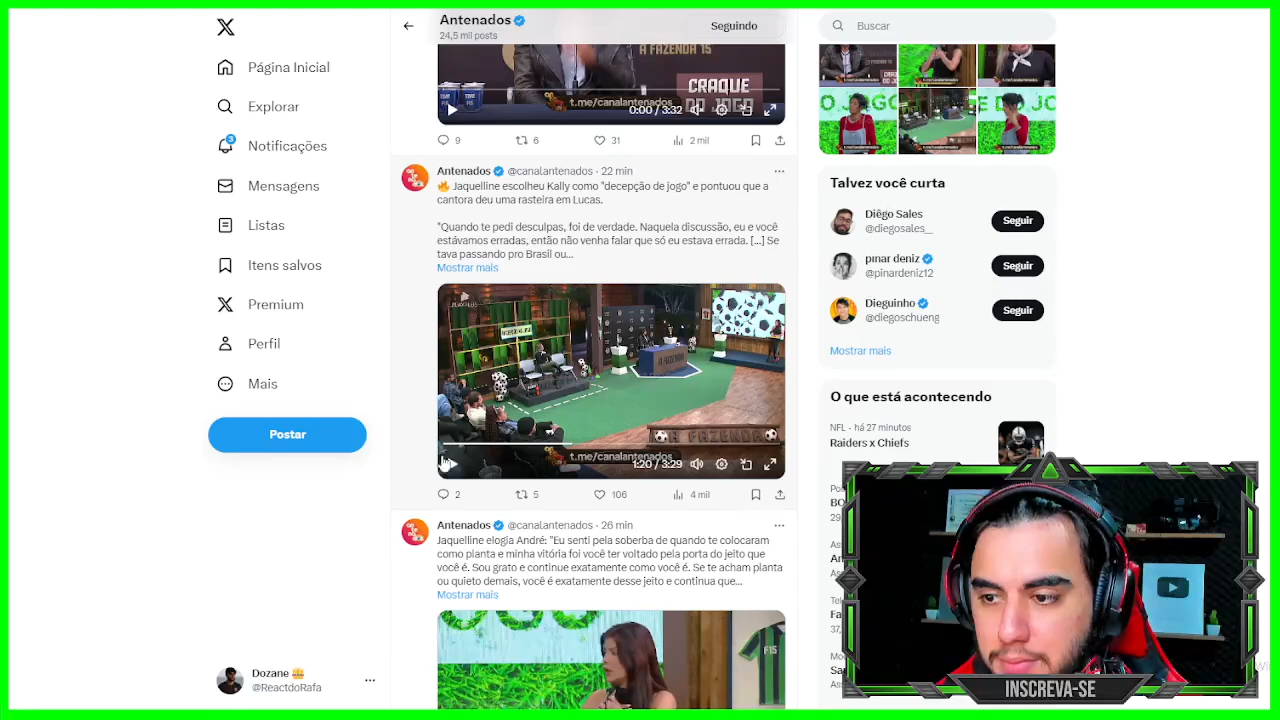 Página Inicial
Explorar
3
Notificações
Mensagens
Listas
Itens salvos
Premium
Perfil
Mais
Postar
Dozane
@ReactdoRafa
Antenados
24,5 mil posts
Seguindo
A FAZENDA 15
CRAQUE
DO JOGO
t.me/canalantenados
0:00 / 3:32
9
6
31
2 mil
Antenados @canalantenados · 22 min
🔥 Jaquelline escolheu Kally como "decepção de jogo" e pontuou que a
cantora deu uma rasteira em Lucas.
"Quando te pedi desculpas, foi de verdade. Naquela discussão, eu e você
estávamos erradas, então não venha falar que só eu estava errada. [...] Se
tava passando pro Brasil ou...
Mostrar mais
A FAZENDA
A FAZENDA
t.me/canalantenados
1:20 / 3:29
2
5
106
4 mil
Antenados @canalantenados · 26 min
Jaquelline elogia André: "Eu senti pela soberba de quando te colocaram
como planta e minha vitória foi você ter voltado pela porta do jeito que
você é. Sou grato e continue exatamente como você é. Se te acham planta
ou quieto demais, você é exatamente desse jeito e continua que...
Mostrar mais
F15
Buscar
Talvez você curta
Diêgo Sales
@diegosales__
Seguir
pınar deniz
@pinardeniz12
Seguir
Dieguinho
@diegoschueng
Seguir
Mostrar mais
O que está acontecendo
NFL · há 27 minutos
Raiders x Chiefs
INSCREVA-SE